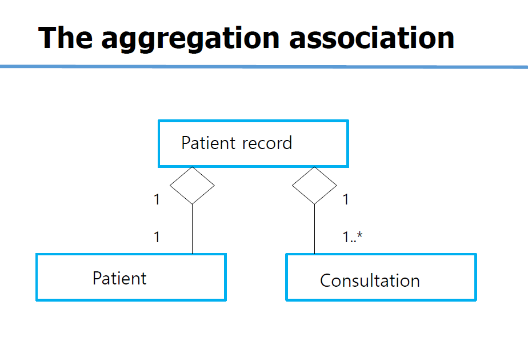 The aggregation association
Patient record
1
1
1
1..*
Patient
Consultation